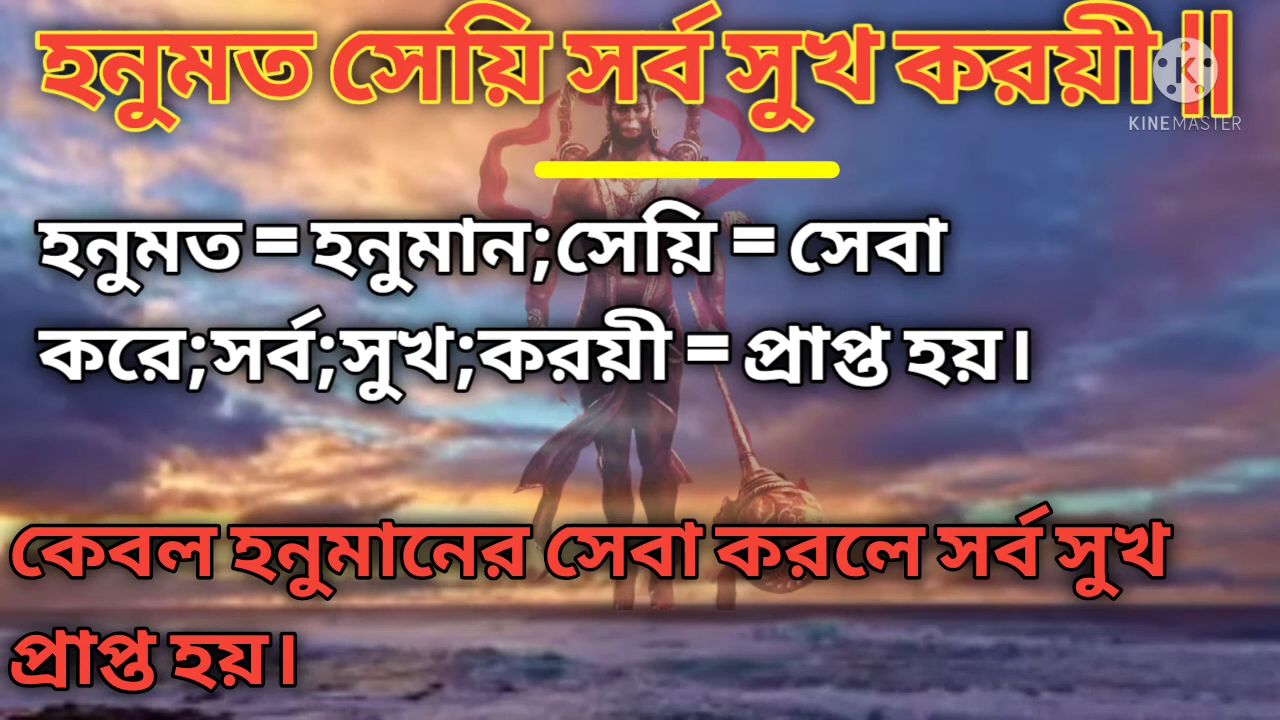 হনুমত সেয়ি সর্ব সুখ করয়ী ||
KINEMASTER
হনুমত = হনুমান;সেয়ি = সেবা
করে;সর্ব;সুখ;করয়ী = প্রাপ্ত হয়।
কেবল হনুমানের সেবা করলে সর্ব সুখ
প্রাপ্ত হয়।